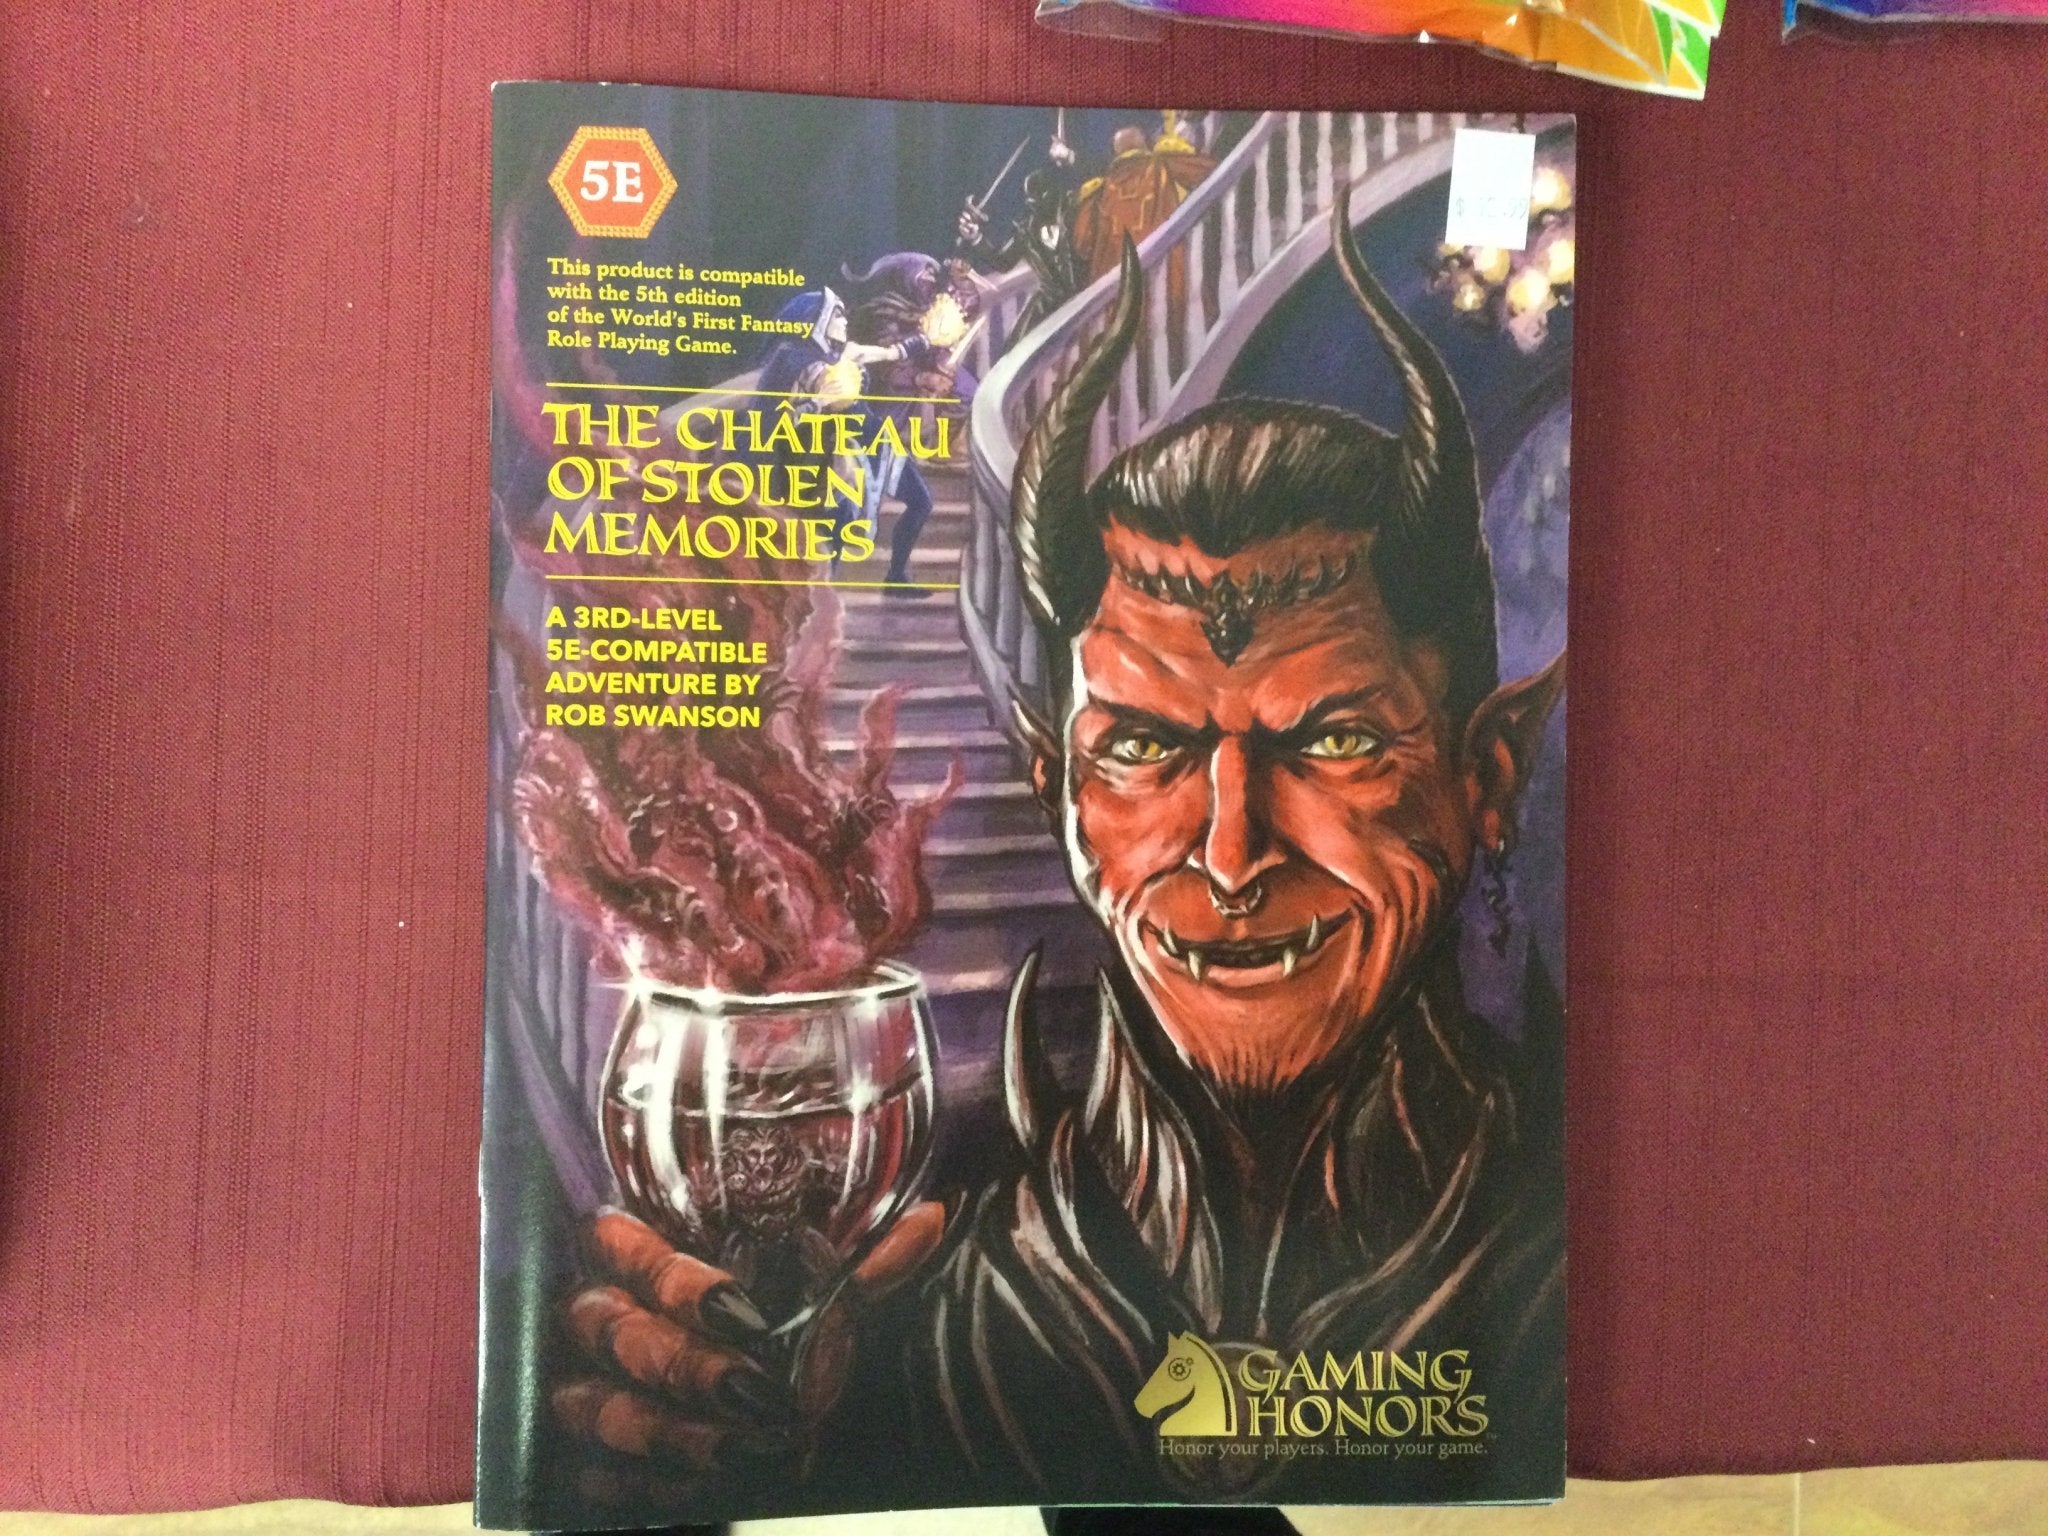 5E
This product is compatible
with the 5th edition
of the World's First Fantasy
Role Playing Game.
THE CHÂTEAU
OF STOLEN
MEMORIES
A 3RD-LEVEL
5E-COMPATIBLE
ADVENTURE BY
ROB SWANSON
GAMING
HONORS
Honor your players. Honor your game.